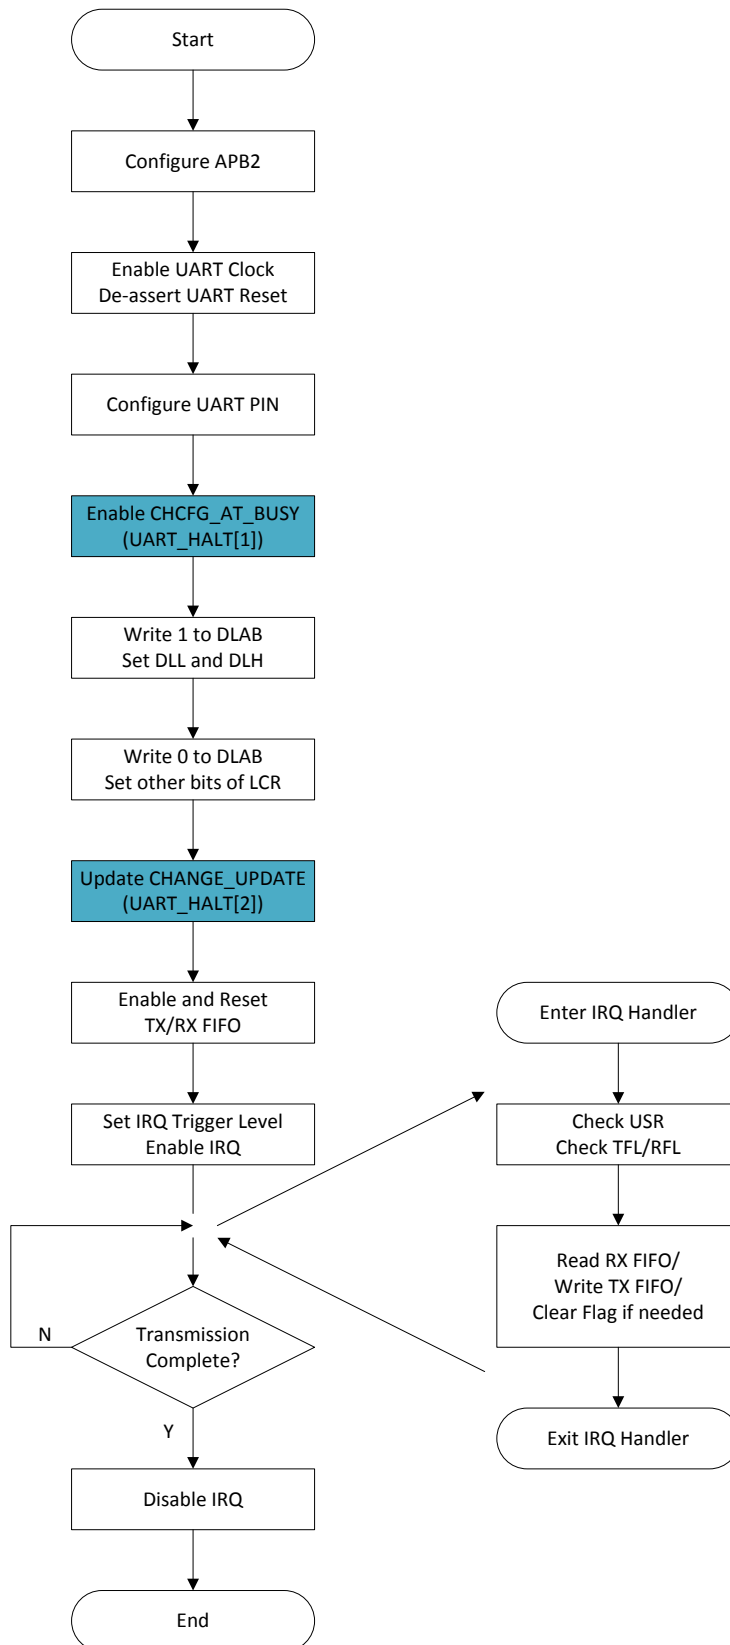 Start
Configure APB2
Enable UART Clock
De-assert UART Reset
Configure UART PIN
Enable CHCFG_AT_BUSY
(UART_HALT[1])
Write 1 to DLAB
Set DLL and DLH
Write 0 to DLAB
Set other bits of LCR
Update CHANGE_UPDATE
(UART_HALT[2])
Enable and Reset
TX/RX FIFO
Set IRQ Trigger Level
Enable IRQ
Transmission
Complete?
N
Y
Disable IRQ
End
Enter IRQ Handler
Check USR
Check TFL/RFL
Read RX FIFO/
Write TX FIFO/
Clear Flag if needed
Exit IRQ Handler